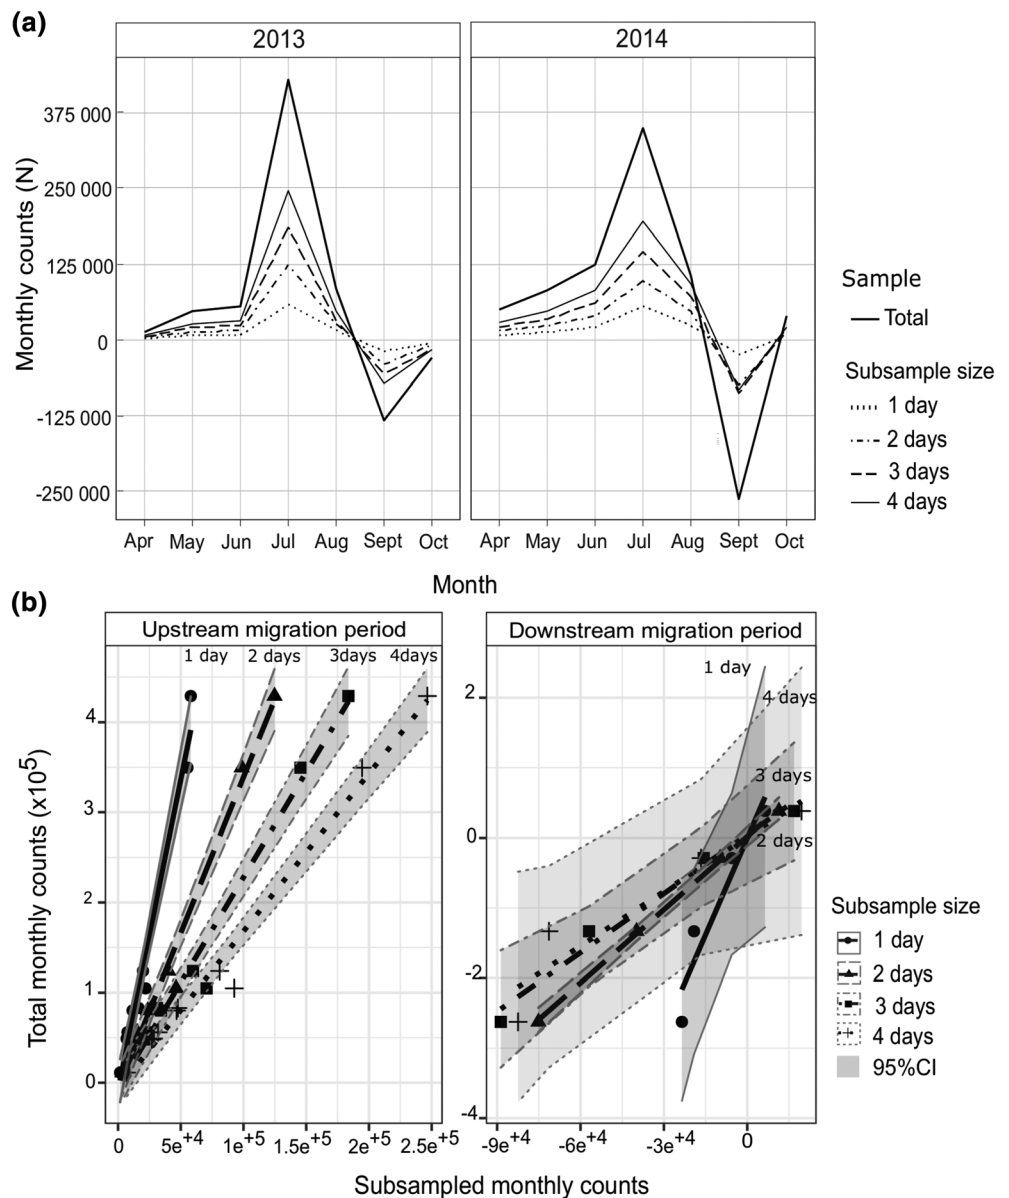 (a)
2013
2014
375 000
250 000
125 000
0
-125 000
-250 000
Monthly counts (N)
Apr May Jun Jul Aug Sept Oct
Apr May Jun Jul Aug Sept Oct
Month
Sample
Total
Subsample size
1 day
2 days
3 days
4 days
(b)
Upstream migration period
Downstream migration period
1 day 2 days 3days 4days
1 day
4 days
3 days
2 days
4
3
2
1
0
2
0
-2
-4
Total monthly counts (x10⁵)
0 5e+4 1e+5 1.5e+5 2e+5 2.5e+5
-9e+4 -6e+4 -3e+4 0
Subsampled monthly counts
Subsample size
1 day
2 days
3 days
4 days
95%CI